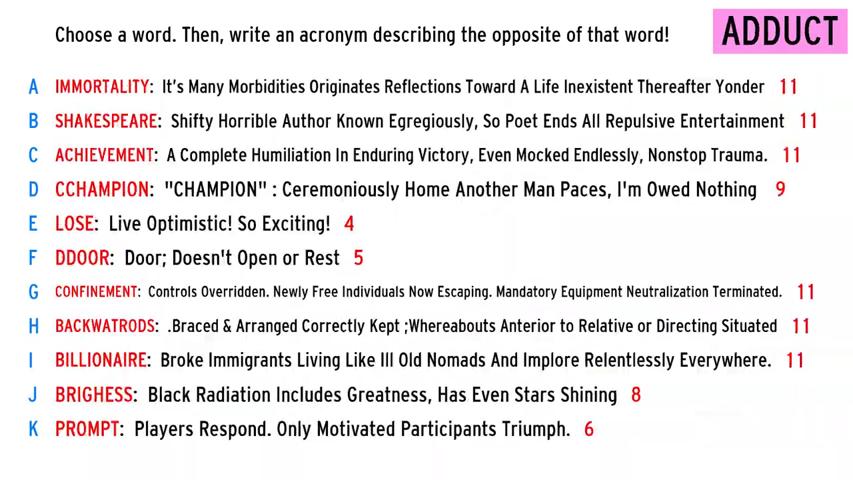 Choose a word. Then, write an acronym describing the opposite of that word! ADDUCT
A IMMORTALITY: It's Many Morbidities Originates Reflections Toward A Life Inexistent Thereafter Yonder 11
B SHAKESPEARE: Shifty Horrible Author Known Egregiously, So Poet Ends All Repulsive Entertainment 11
C ACHIEVEMENT: A Complete Humiliation In Enduring Victory, Even Mocked Endlessly, Nonstop Trauma. 11
D CCHAMPION: "CHAMPION" : Ceremoniously Home Another Man Paces, I'm Owed Nothing 9
E LOSE: Live Optimistic! So Exciting! 4
F DDOOR: Door; Doesn't Open or Rest 5
G CONFINEMENT: Controls Overridden. Newly Free Individuals Now Escaping. Mandatory Equipment Neutralization Terminated. 11
H BACKWATRODS: .Braced & Arranged Correctly Kept ;Whereabouts Anterior to Relative or Directing Situated 11
I BILLIONAIRE: Broke Immigrants Living Like Ill Old Nomads And Implore Relentlessly Everywhere. 11
J BRIGHESS: Black Radiation Includes Greatness, Has Even Stars Shining 8
K PROMPT: Players Respond. Only Motivated Participants Triumph. 6